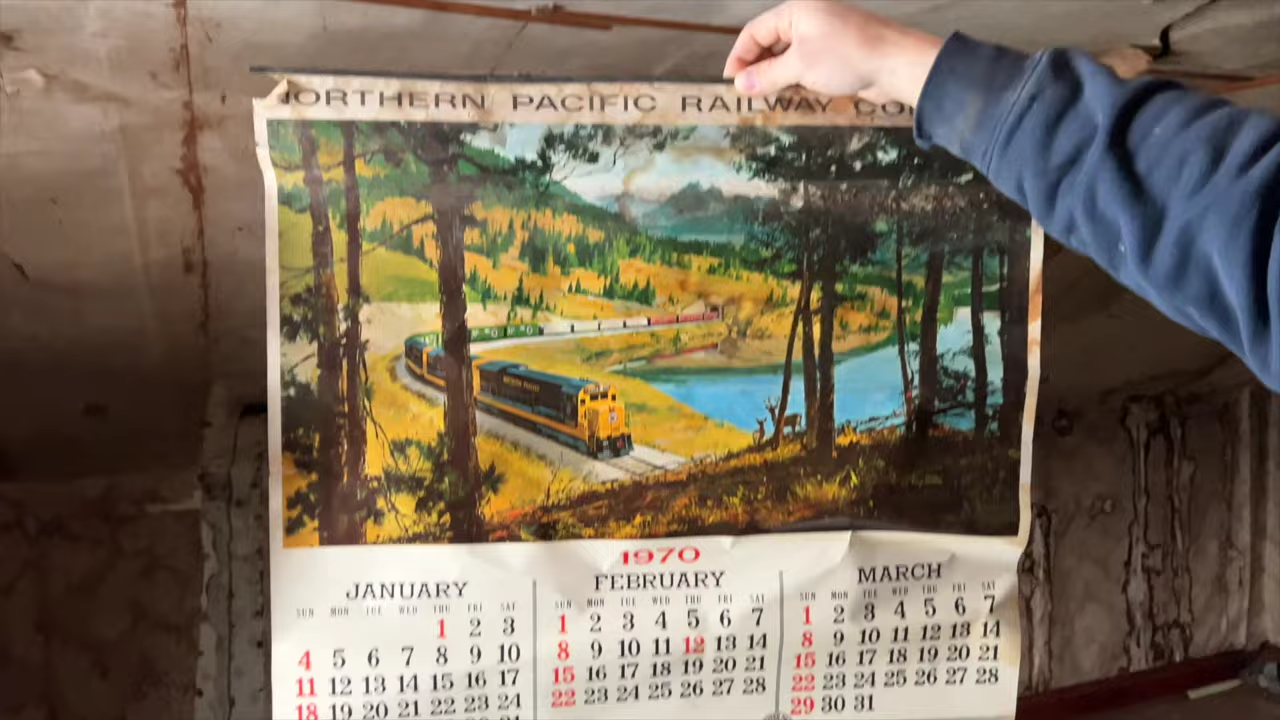 NORTHERN PACIFIC RAILWAY CO
NORTHERN PACIFIC
1970
JANUARY
SUN MON TUE WED THU FRI SAT
1 2 3
4 5 6 7 8 9 10
11 12 13 14 15 16 17
18 19 20 21 22 23 24
31
FEBRUARY
SUN MON TUE WED THU FRI SAT
1 2 3 4 5 6 7
8 9 10 11 12 13 14
15 16 17 18 19 20 21
22 23 24 25 26 27 28
MARCH
SUN MON TUE WED THU FRI SAT
1 2 3 4 5 6 7
8 9 10 11 12 13 14
15 16 17 18 19 20 21
22 23 24 25 26 27 28
29 30 31